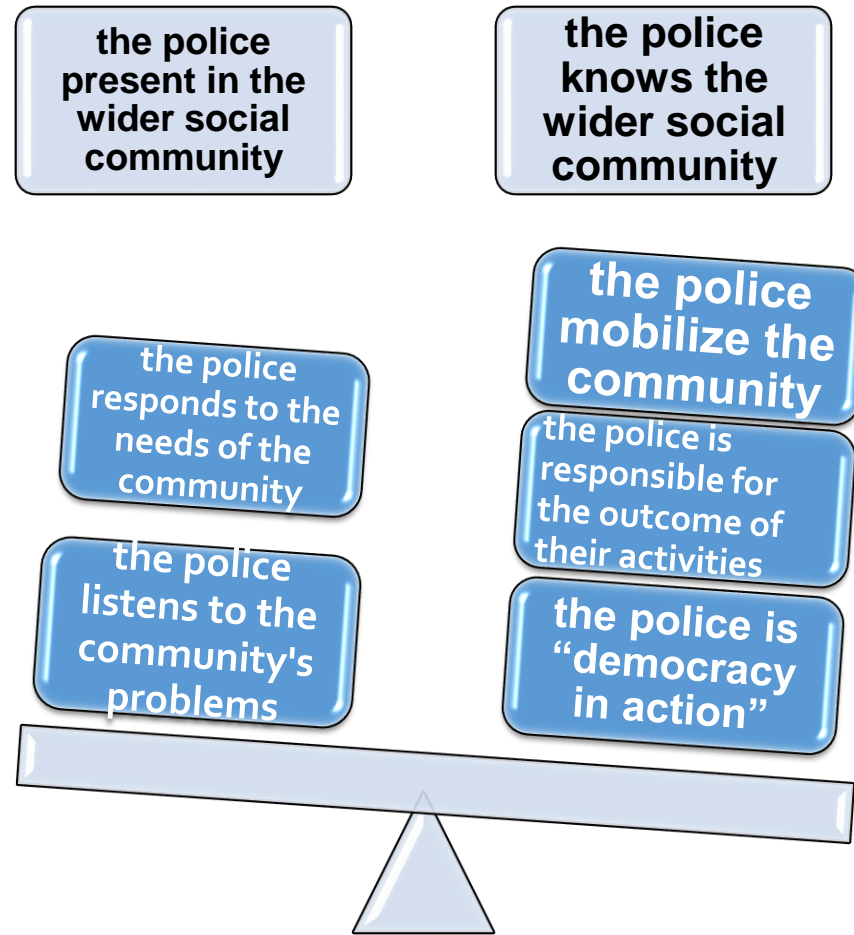 the police
present in the
wider social
community
the police
knows the
wider social
community
the police
responds to the
needs of the
community
the police
listens to the
community's
problems
the police
mobilize the
community
the police is
responsible for
the outcome of
their activities
the police is
“democracy
in action”